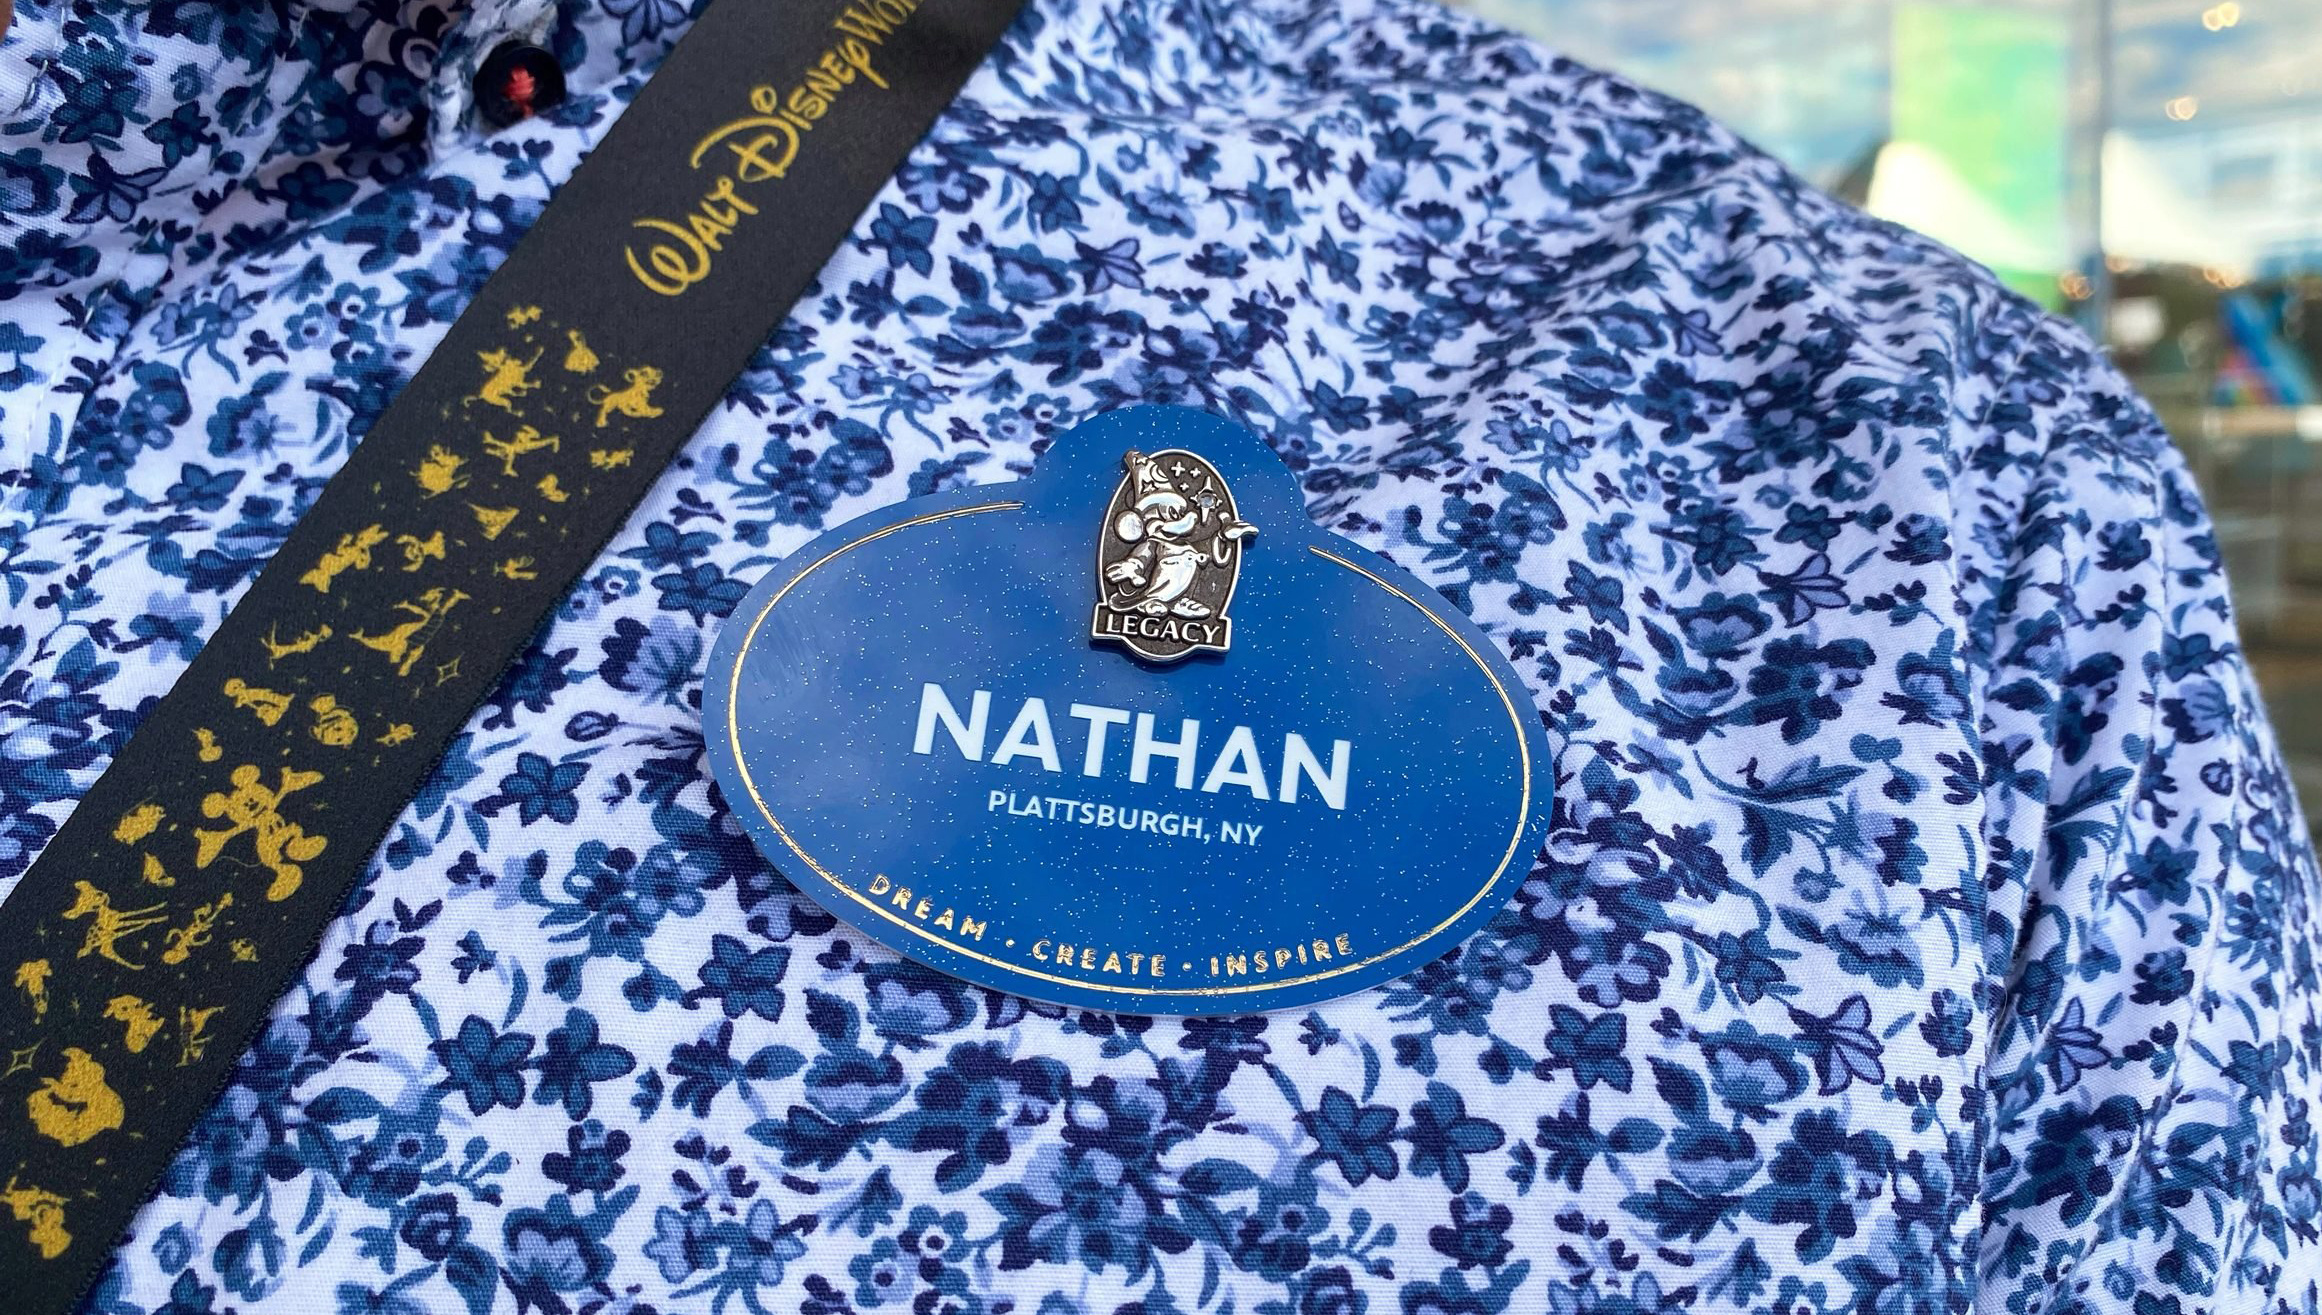 WALT DISNEY WORLD
LEGACY
NATHAN
PLATTSBURGH, NY
DREAM · CREATE · INSPIRE